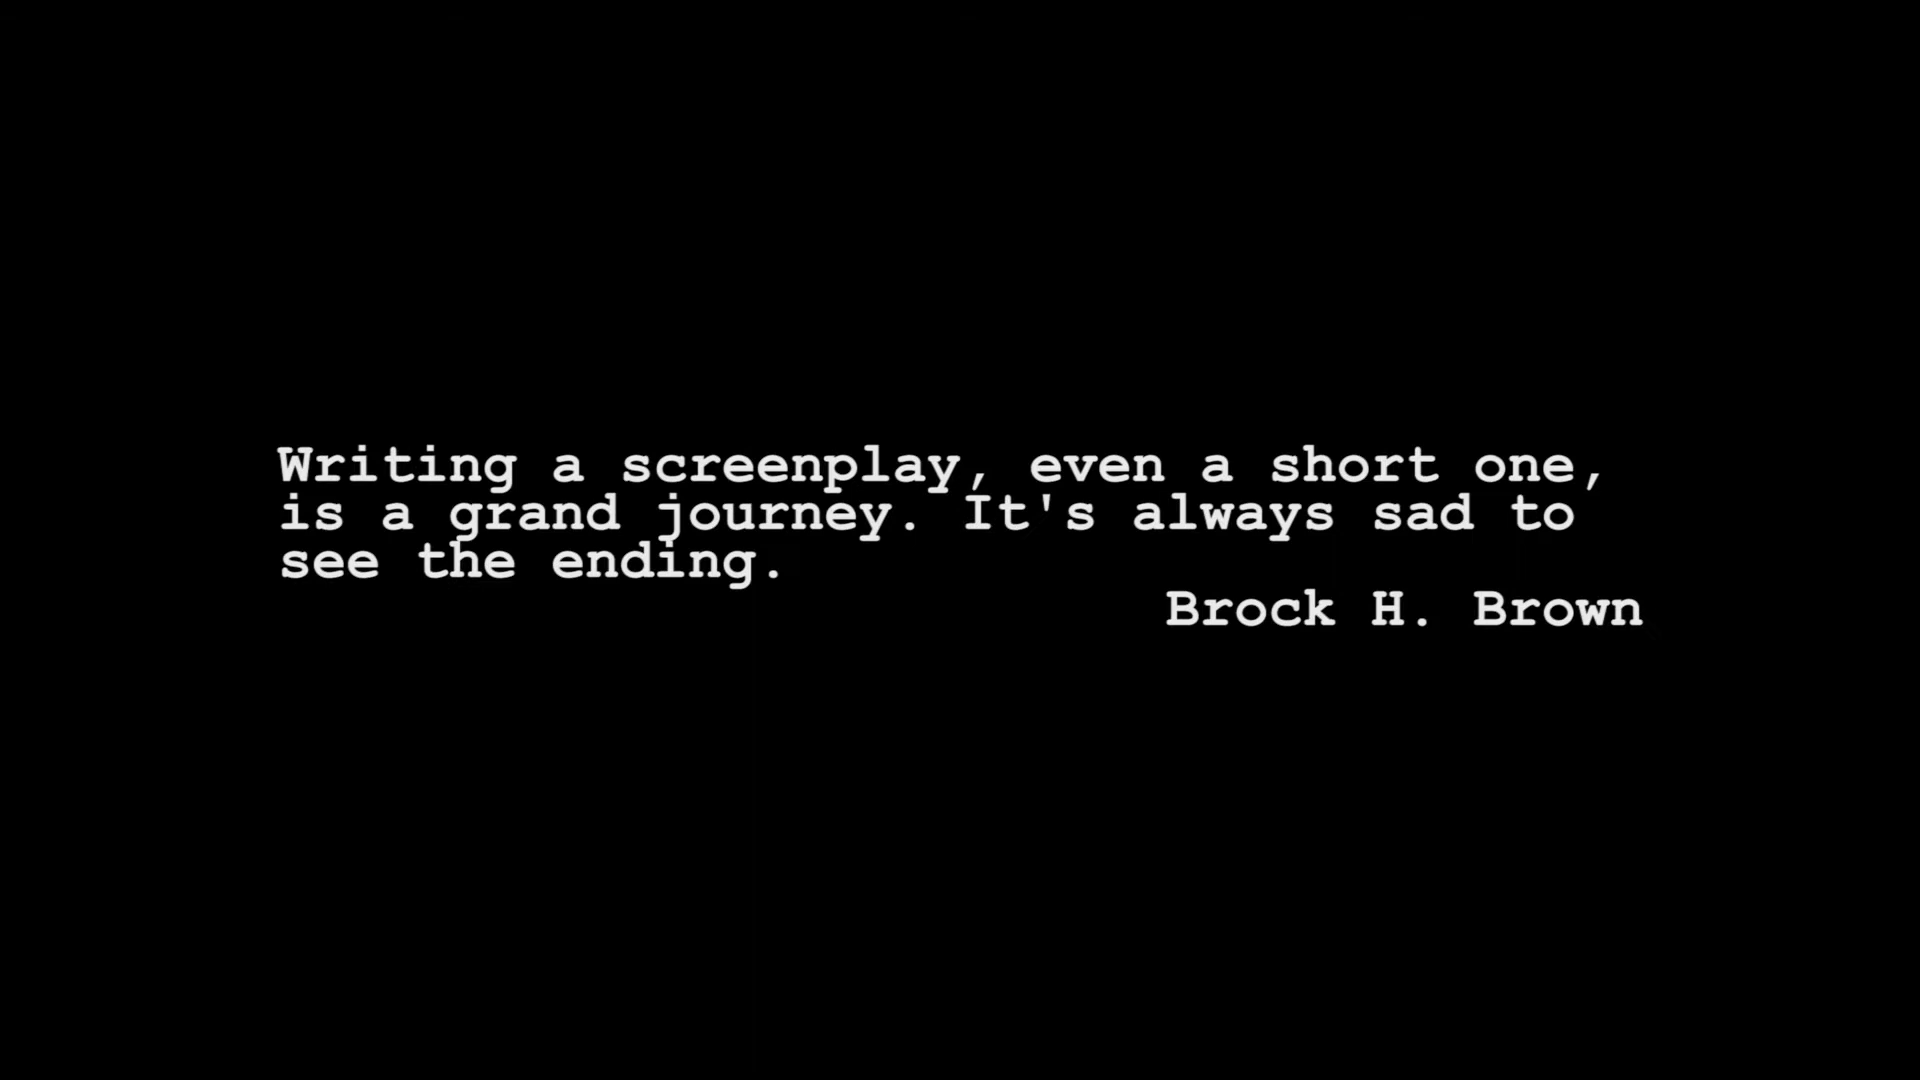 Writing a screenplay, even a short one,
is a grand journey. It's always sad to
see the ending.
Brock H. Brown